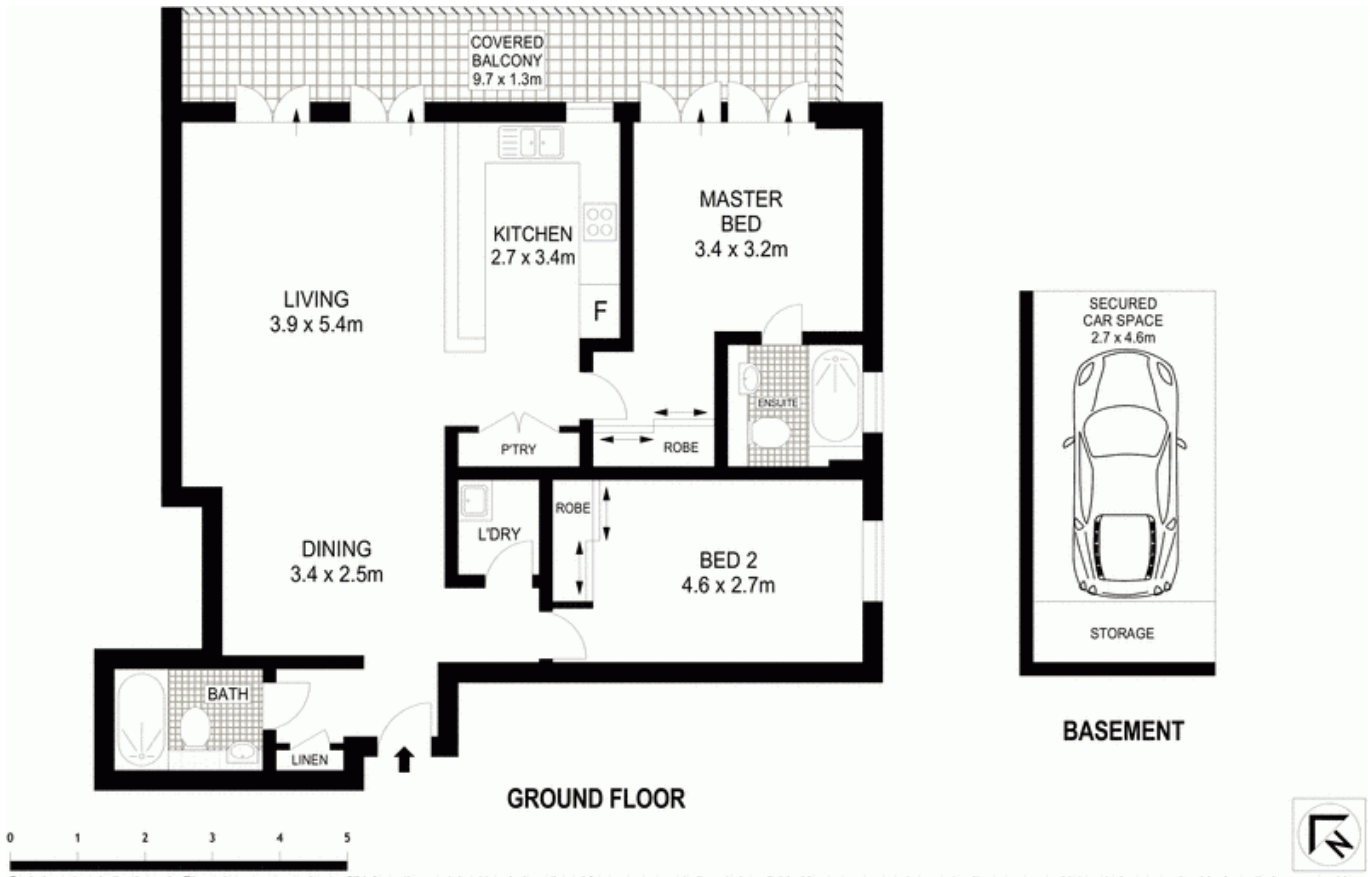 COVERED
BALCONY
9.7 x 1.3m
MASTER
BED
3.4 x 3.2m
KITCHEN
2.7 x 3.4m
LIVING
3.9 x 5.4m
F
SECURED
CAR SPACE
2.7 x 4.6m
ENSUITE
P'TRY
ROBE
ROBE
L'DRY
DINING
3.4 x 2.5m
BED 2
4.6 x 2.7m
STORAGE
BATH
LINEN
BASEMENT
GROUND FLOOR
0 1 2 3 4 5
N